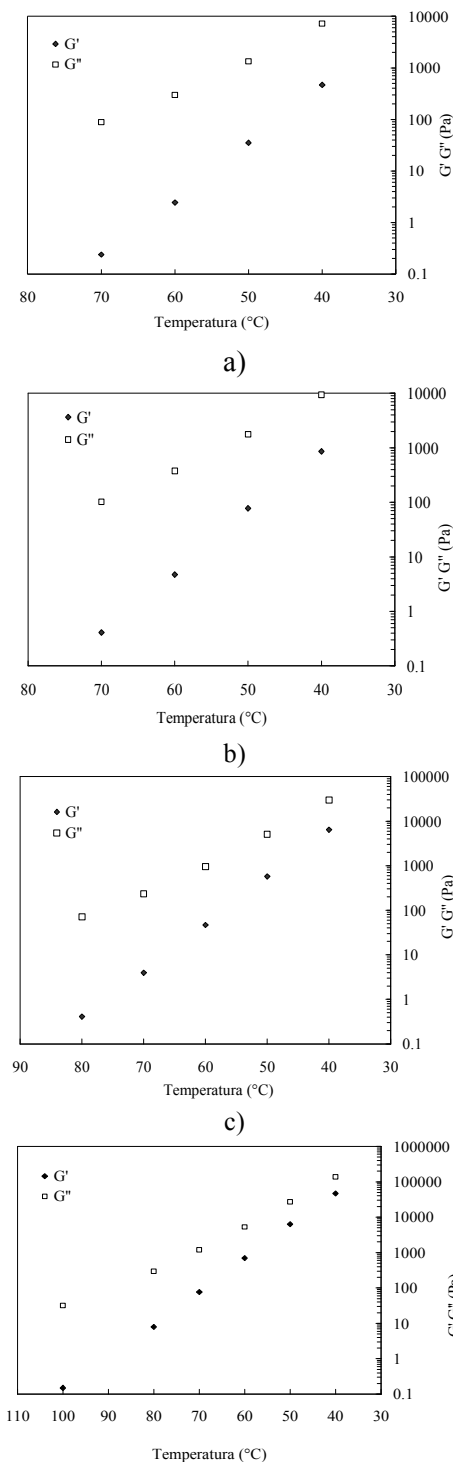 G'
G''
10000
1000
100
10
1
0.1
G' G'' (Pa)
80 70 60 50 40 30
Temperatura (°C)
a)
G'
G''
10000
1000
100
10
1
0.1
G' G'' (Pa)
80 70 60 50 40 30
Temperatura (°C)
b)
G'
G''
100000
10000
1000
100
10
1
0.1
G' G'' (Pa)
90 80 70 60 50 40 30
Temperatura (°C)
c)
G'
G''
1000000
100000
10000
1000
100
10
1
0.1
G' G'' (Pa)
110 100 90 80 70 60 50 40 30
Temperatura (°C)